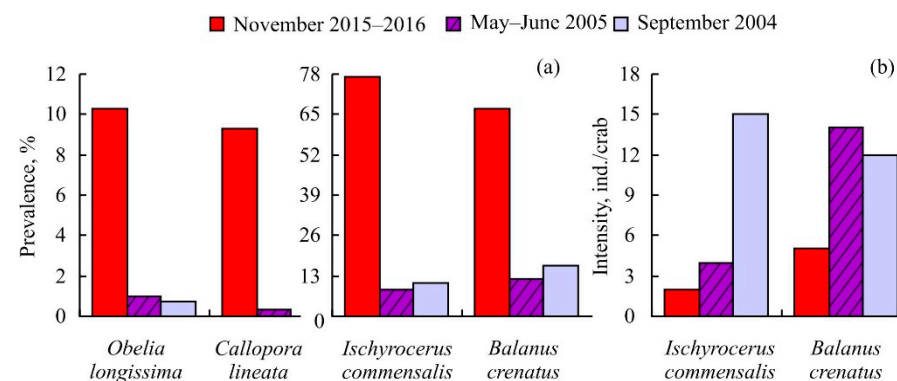 November 2015–2016 May–June 2005 September 2004
(a)
(b)
Prevalence, %
12
10
8
6
4
2
0
78
65
52
39
26
13
0
Intensity, ind./crab
18
15
12
9
6
3
0
Obelia
longissima
Callopora
lineata
Ischyrocerus
commensalis
Balanus
crenatus
Ischyrocerus
commensalis
Balanus
crenatus